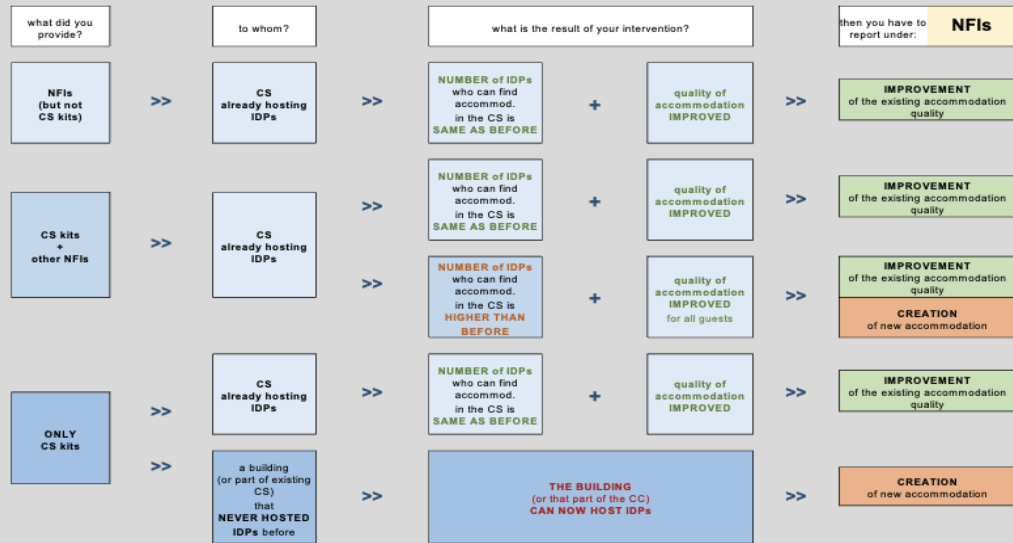 what did you
provide?
to whom?
what is the result of your intervention?
then you have to
report under:
NFIs
NFIs
(but not
CS kits)
>>
CS
already hosting
IDPs
>>
NUMBER of IDPs
who can find
accommod.
in the CS is
SAME AS BEFORE
+
quality of
accommodation
IMPROVED
>>
IMPROVEMENT
of the existing accommodation
quality
CS kits
+
other NFIs
>>
CS
already hosting
IDPs
>>
NUMBER of IDPs
who can find
accommod.
in the CS is
SAME AS BEFORE
+
quality of
accommodation
IMPROVED
>>
IMPROVEMENT
of the existing accommodation
quality
>>
NUMBER of IDPs
who can find
accommod.
in the CS is
HIGHER THAN
BEFORE
+
quality of
accommodation
IMPROVED
for all guests
>>
IMPROVEMENT
of the existing accommodation
quality
CREATION
of new accommodation
ONLY
CS kits
>>
CS
already hosting
IDPs
>>
NUMBER of IDPs
who can find
accommod.
in the CS is
SAME AS BEFORE
+
quality of
accommodation
IMPROVED
>>
IMPROVEMENT
of the existing accommodation
quality
>>
a building
(or part of existing
CS)
that
NEVER HOSTED
IDPs before
>>
THE BUILDING
(or that part of the CC)
CAN NOW HOST IDPs
>>
CREATION
of new accommodation